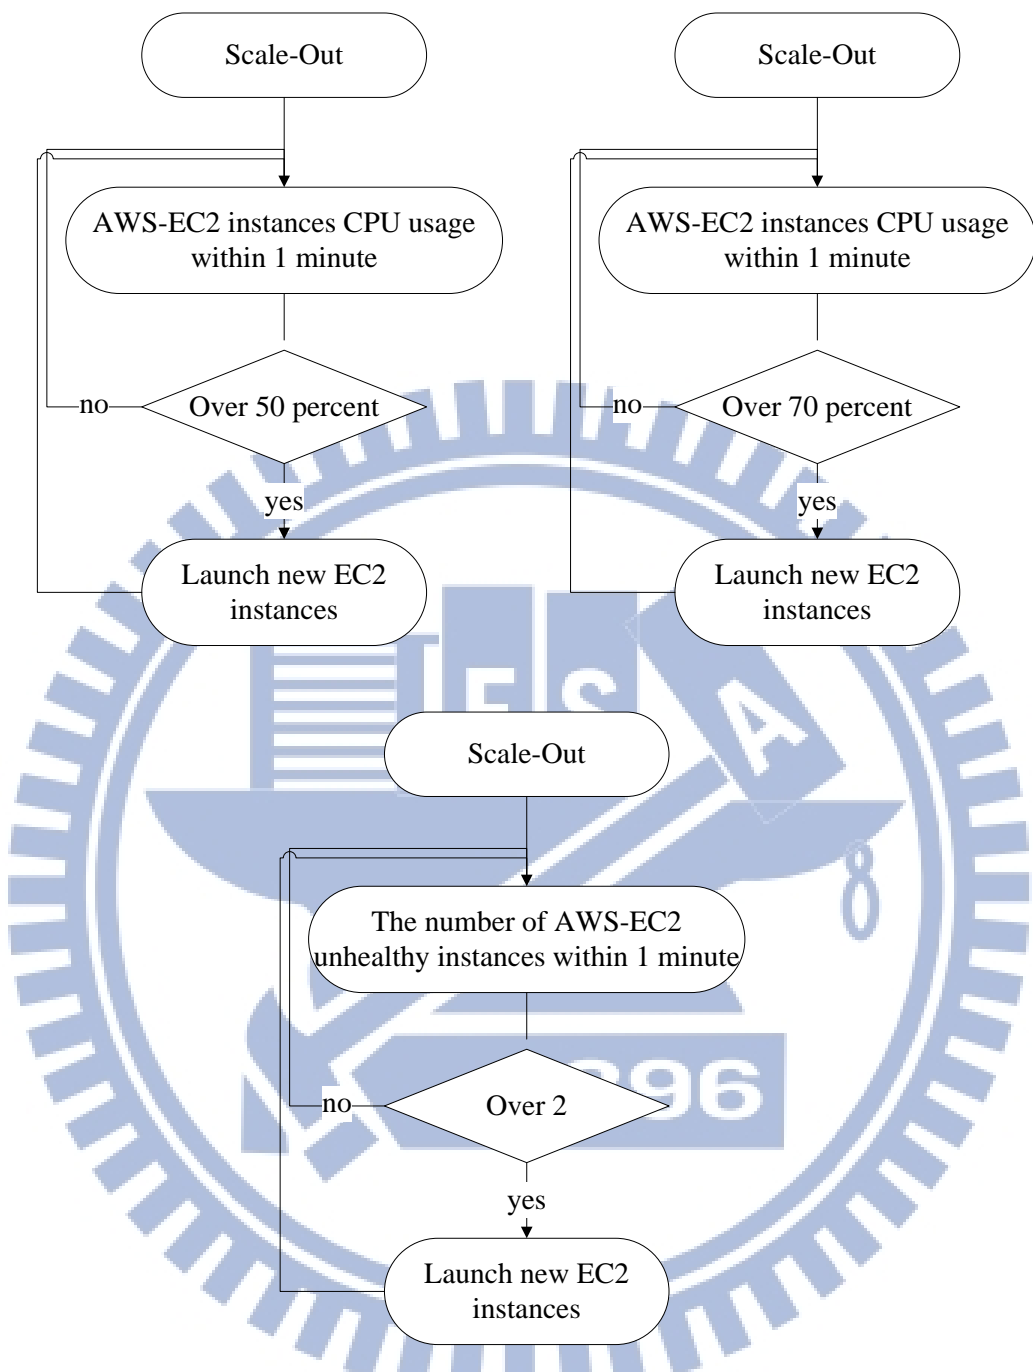 Scale-Out
AWS-EC2 instances CPU usage
within 1 minute
Over 50 percent
no
yes
Launch new EC2
instances
Scale-Out
AWS-EC2 instances CPU usage
within 1 minute
Over 70 percent
no
yes
Launch new EC2
instances
E S A
Scale-Out
The number of AWS-EC2
unhealthy instances within 1 minute
8
Over 2
no
96
yes
Launch new EC2
instances